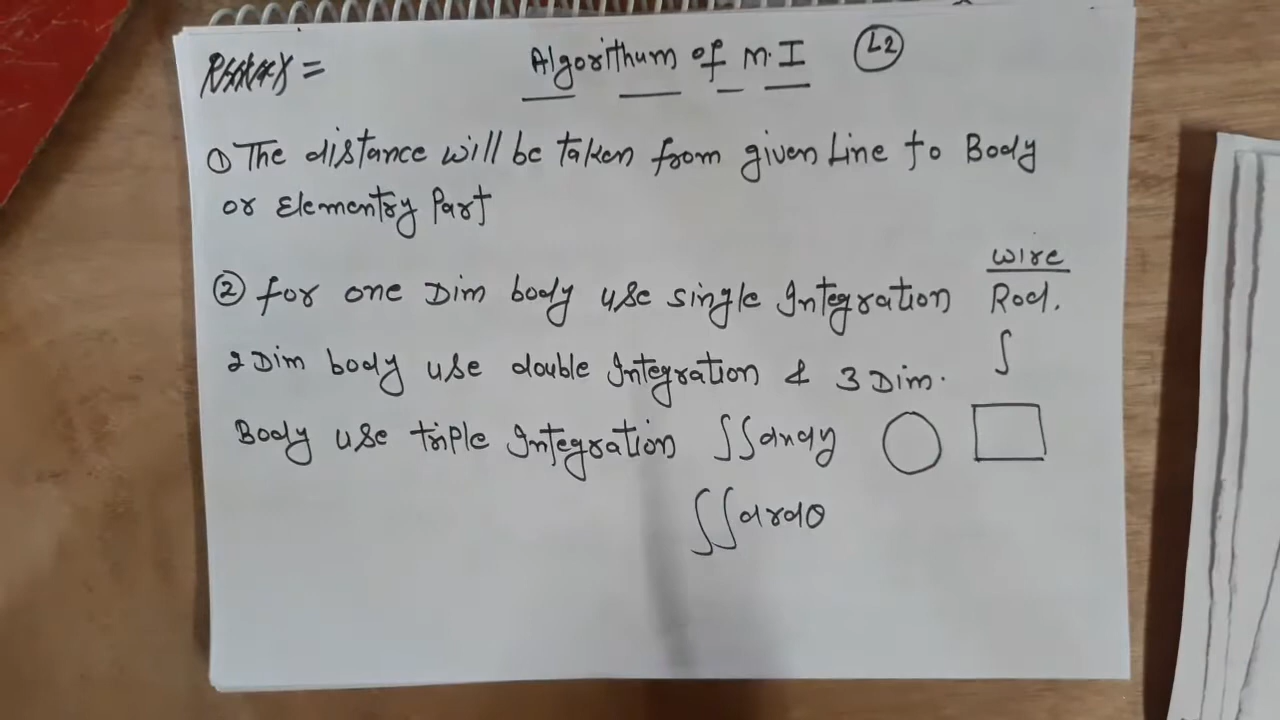 Algorithum of M.I L2
① The distance will be taken from given Line to Body
or Elementry Part
② for one Dim body use single Integration
wire
Rod.
∫
2 Dim body use double Integration & 3 Dim.
Body use triple Integration ∫∫dxdy
∫∫drdθ